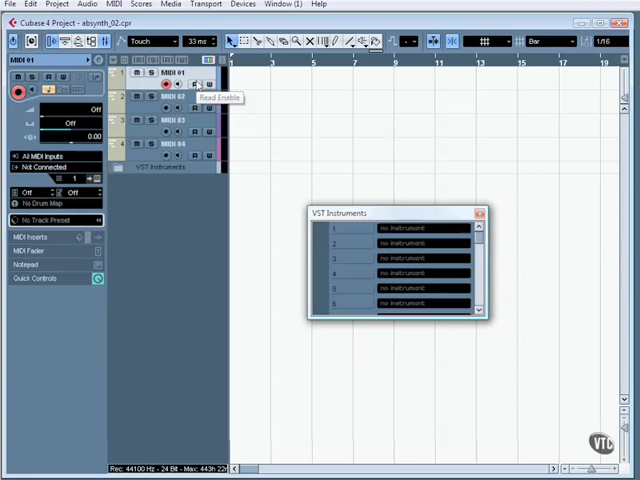 File Edit Project Audio MIDI Scores Media Transport Devices Window (1) Help
Cubase 4 Project - absynth_02.cpr
Touch 33 ms Bar 1/16
MIDI 01
1 3 5 7 9 11 13 15 17 19
M S R W
Off
Off
0.00
All MIDI Inputs
Not Connected
1
Off Off
No Drum Map
No Track Preset
MIDI Inserts
MIDI Fader
Notepad
Quick Controls
1 M S MIDI 01
R W
Read Enable
2 M S MIDI 02
R W
3 M S MIDI 03
R W
4 M S MIDI 04
R W
VST Instruments
VST Instruments
1 no instrument
2 no instrument
3 no instrument
4 no instrument
5 no instrument
6 no instrument
VTC
Rec: 44100 Hz - 24 Bit - Max: 443h 22r